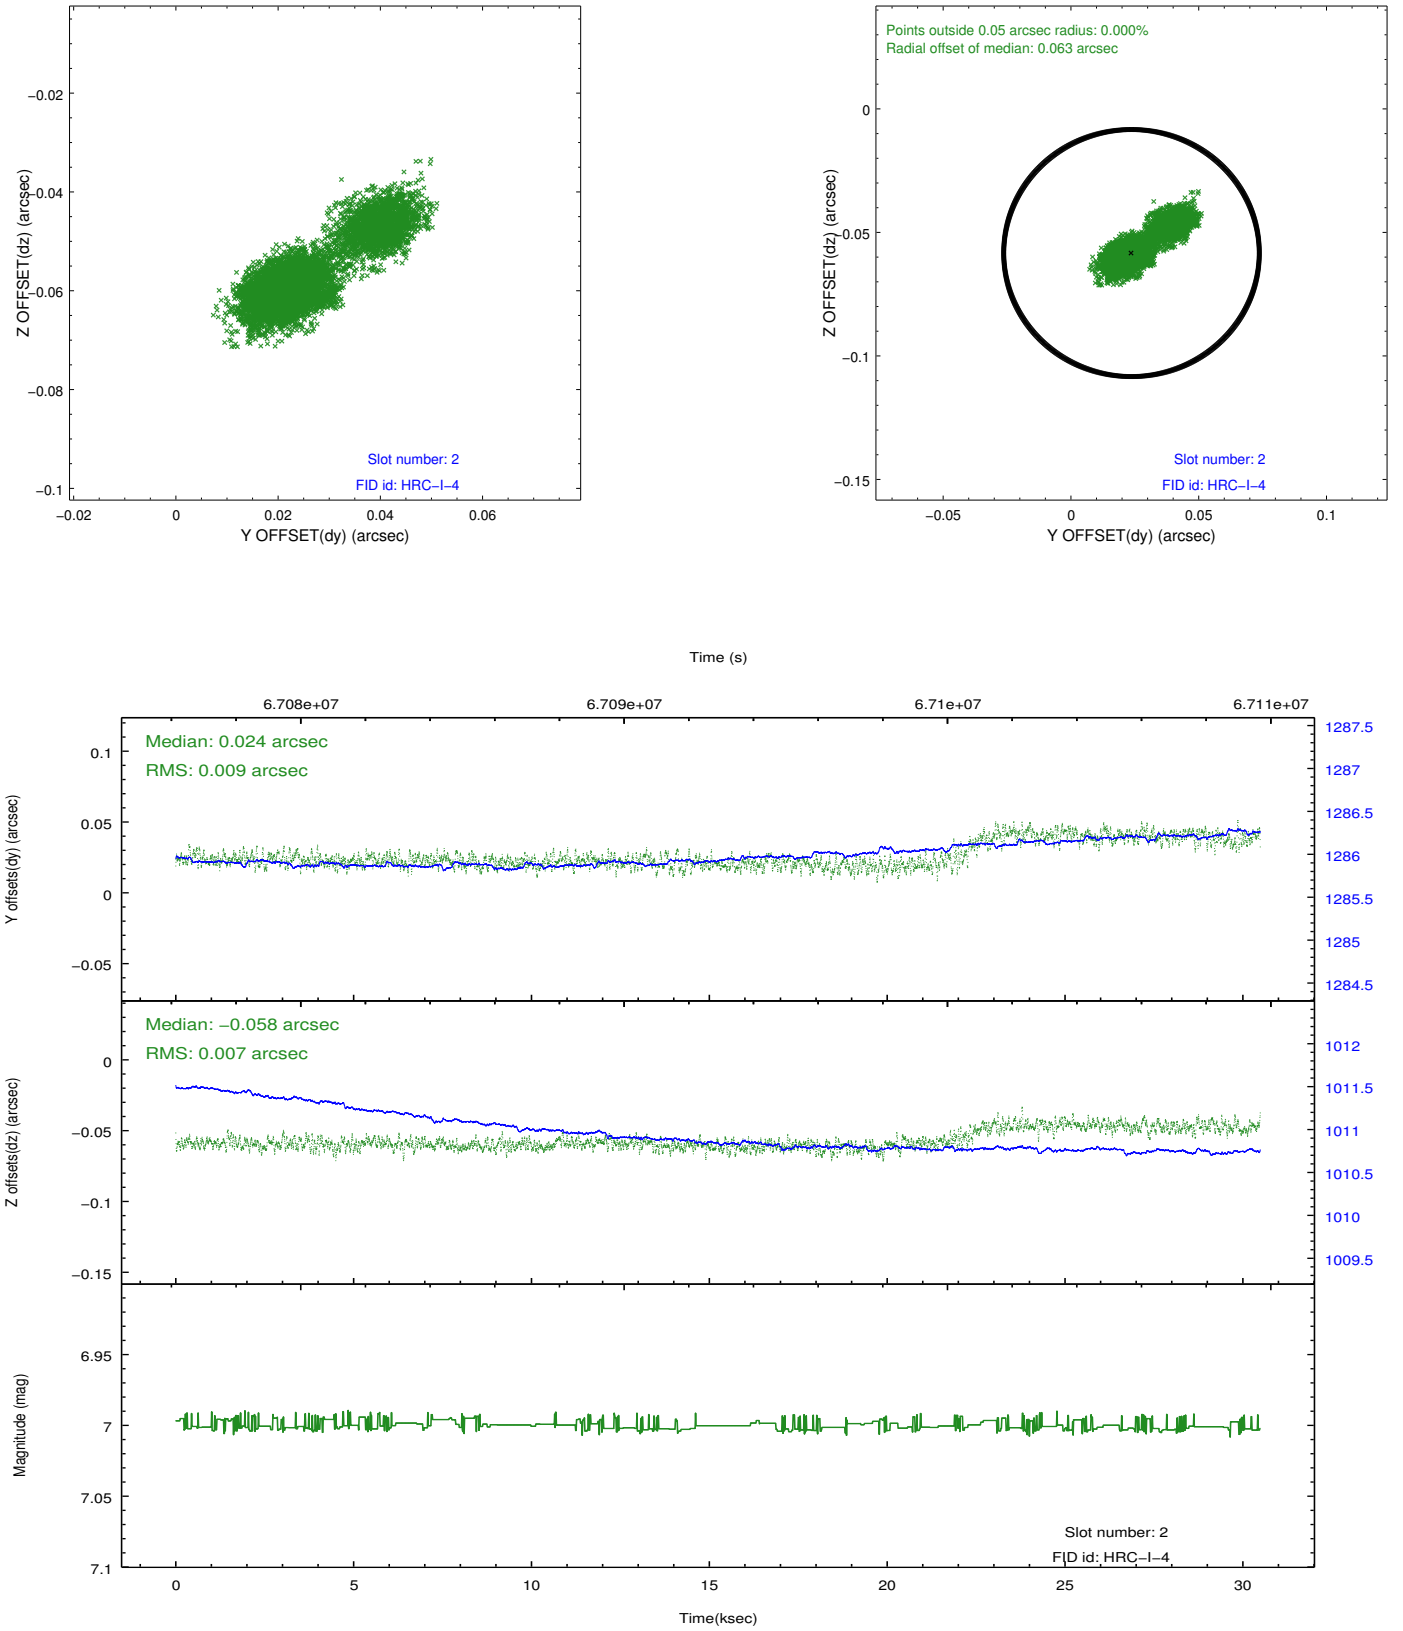 −0.02
−0.04
−0.06
−0.08
−0.1
Z OFFSET(dz) (arcsec)
Slot number: 2
FID id: HRC−I−4
−0.02
0
0.02
0.04
0.06
Y OFFSET(dy) (arcsec)
Points outside 0.05 arcsec radius: 0.000%
Radial offset of median: 0.063 arcsec
0
−0.05
−0.1
−0.15
Z OFFSET(dz) (arcsec)
Slot number: 2
FID id: HRC−I−4
−0.05
0
0.05
0.1
Y OFFSET(dy) (arcsec)
Time (s)
6.708e+07
6.709e+07
6.71e+07
6.711e+07
Median: 0.024 arcsec
RMS: 0.009 arcsec
0.1
0.05
0
−0.05
Y offsets(dy) (arcsec)
1287.5
1287
1286.5
1286
1285.5
1285
1284.5
Median: −0.058 arcsec
RMS: 0.007 arcsec
0
−0.05
−0.1
−0.15
Z offsets(dz) (arcsec)
1012
1011.5
1011
1010.5
1010
1009.5
6.95
7
7.05
7.1
Magnitude (mag)
Slot number: 2
FID id: HRC−I−4
0
5
10
15
20
25
30
Time(ksec)